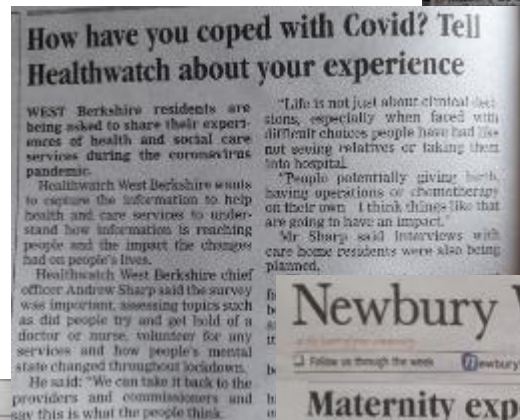 How have you coped with Covid? Tell
Healthwatch about your experience
WEST Berkshire residents are
being asked to share their experi-
ences of health and social care
services during the coronavirus
pandemic.
Healthwatch West Berkshire wants
to capture the information to help
health and care services to under-
stand how information is reaching
people and the impact the changes
had on people's lives.
Healthwatch West Berkshire chief
officer Andrew Sharp said the survey
was important, assessing topics such
as did people try and get hold of a
doctor or nurse, volunteer for any
services and how people's mental
state changed throughout lockdown.
He said: "We can take it back to the
providers and commissioners and
say this is what the people think.
"Life is not just about clinical deci-
sions, especially when faced with
difficult choices people have had like
not seeing relatives or taking them
into hospital.
"People potentially giving birth,
having operations or chemotherapy
on their own I think things like that
are going to have an impact."
Mr Sharp said interviews with
care home residents were also being
planned.
Newbury
Follow us through the week
Maternity exp